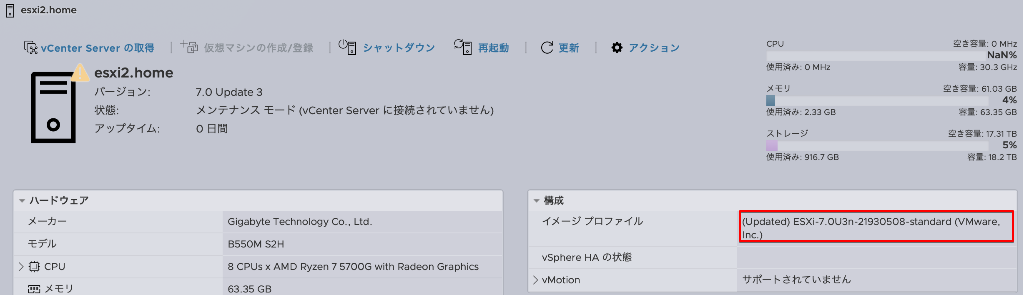 esxi2.home
vCenter Server の取得 仮想マシンの作成/登録 シャットダウン 再起動 更新 アクション
esxi2.home
バージョン: 7.0 Update 3
状態: メンテナンス モード (vCenter Server に接続されていません)
アップタイム: 0 日間
CPU 空き容量: 0 MHz
NaN%
使用済み: 0 MHz 容量: 30.3 GHz
メモリ 空き容量: 61.03 GB
4%
使用済み: 2.33 GB 容量: 63.35 GB
ストレージ 空き容量: 17.31 TB
5%
使用済み: 916.7 GB 容量: 18.2 TB
ハードウェア
メーカー Gigabyte Technology Co., Ltd.
モデル B550M S2H
CPU 8 CPUs x AMD Ryzen 7 5700G with Radeon Graphics
メモリ 63.35 GB
構成
イメージ プロファイル (Updated) ESXi-7.0U3n-21930508-standard (VMware,
Inc.)
vSphere HA の状態
vMotion サポートされていません